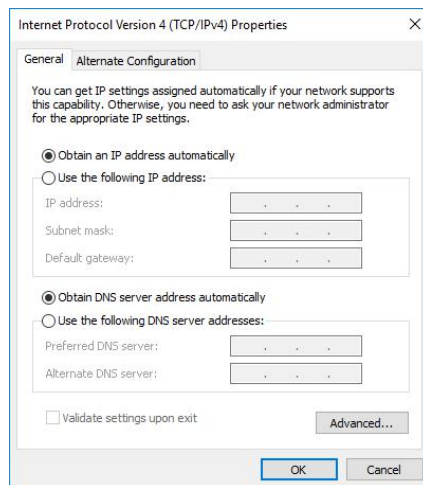 Internet Protocol Version 4 (TCP/IPv4) Properties
General
Alternate Configuration
You can get IP settings assigned automatically if your network supports
this capability. Otherwise, you need to ask your network administrator
for the appropriate IP settings.
Obtain an IP address automatically
Use the following IP address:
IP address:
Subnet mask:
Default gateway:
Obtain DNS server address automatically
Use the following DNS server addresses:
Preferred DNS server:
Alternate DNS server:
Validate settings upon exit
Advanced...
OK
Cancel